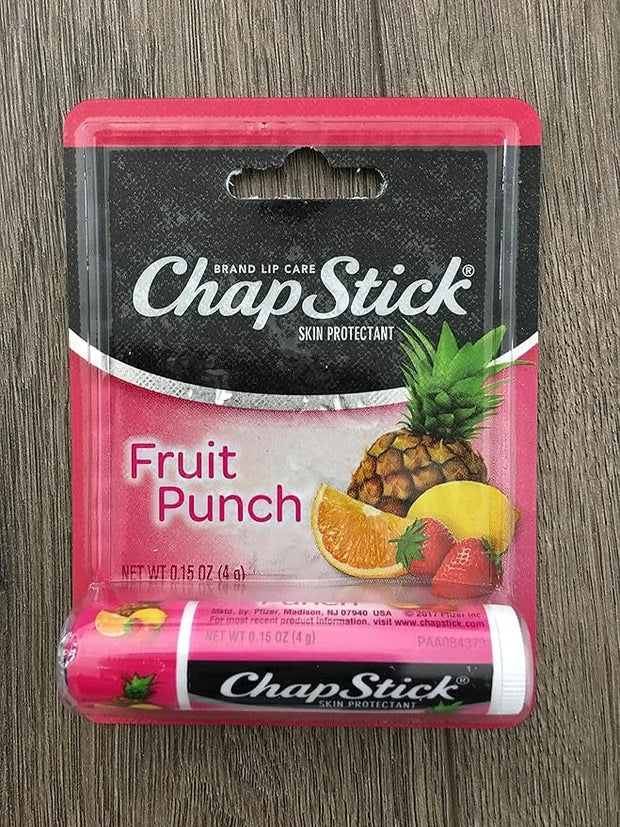 BRAND LIP CARE
ChapStick®
SKIN PROTECTANT
Fruit
Punch
NET WT 0.15 OZ (4 g)
Punch
Mktd. by: Pfizer, Madison, NJ 07940 USA © 2017 Pfizer Inc
For most recent product information, visit www.chapstick.com
NET WT 0.15 OZ (4 g) PAA084373
ChapStick®
SKIN PROTECTANT